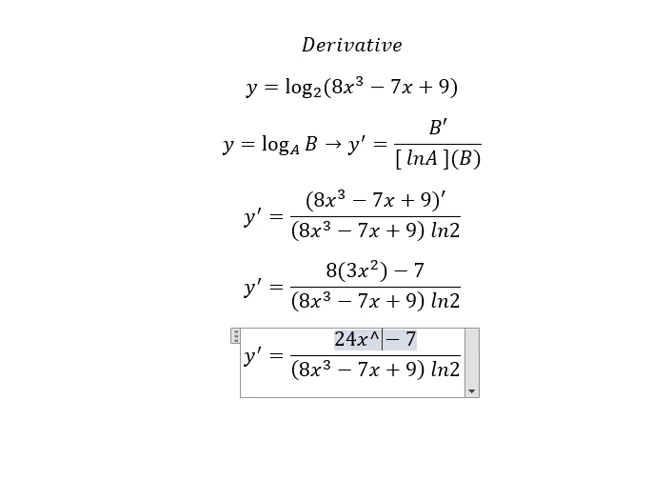 Derivative
y = log₂(8x³ − 7x + 9)
y = log_A B → y′ = B′ / [ lnA ](B)
y′ = (8x³ − 7x + 9)′ / (8x³ − 7x + 9) ln2
y′ = 8(3x²) − 7 / (8x³ − 7x + 9) ln2
y′ = 24x^ − 7 / (8x³ − 7x + 9) ln2